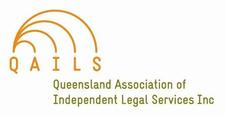 QAILS
Queensland Association of
Independent Legal Services Inc